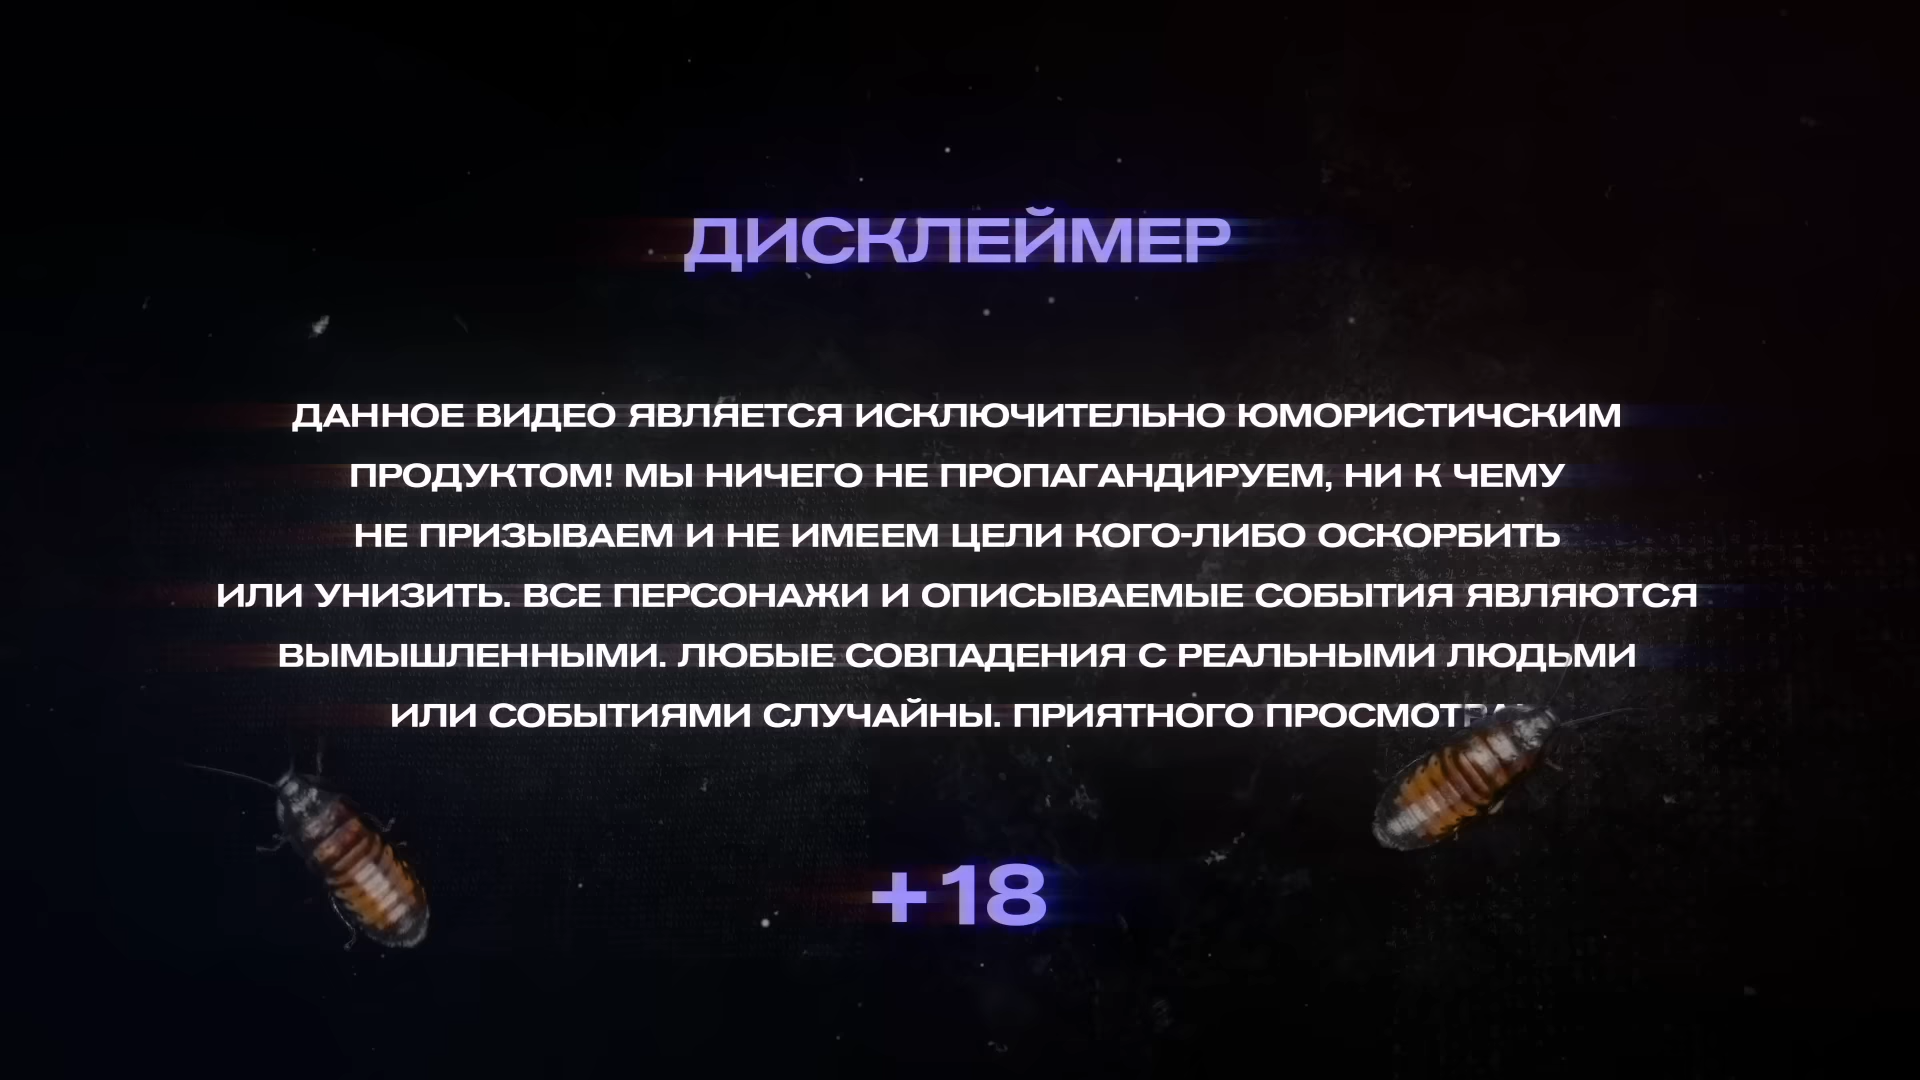 ДИСКЛЕЙМЕР
ДАННОЕ ВИДЕО ЯВЛЯЕТСЯ ИСКЛЮЧИТЕЛЬНО ЮМОРИСТИЧСКИМ
ПРОДУКТОМ! МЫ НИЧЕГО НЕ ПРОПАГАНДИРУЕМ, НИ К ЧЕМУ
НЕ ПРИЗЫВАЕМ И НЕ ИМЕЕМ ЦЕЛИ КОГО-ЛИБО ОСКОРБИТЬ
ИЛИ УНИЗИТЬ. ВСЕ ПЕРСОНАЖИ И ОПИСЫВАЕМЫЕ СОБЫТИЯ ЯВЛЯЮТСЯ
ВЫМЫШЛЕННЫМИ. ЛЮБЫЕ СОВПАДЕНИЯ С РЕАЛЬНЫМИ ЛЮДЬМИ
ИЛИ СОБЫТИЯМИ СЛУЧАЙНЫ. ПРИЯТНОГО ПРОСМОТРА
+18